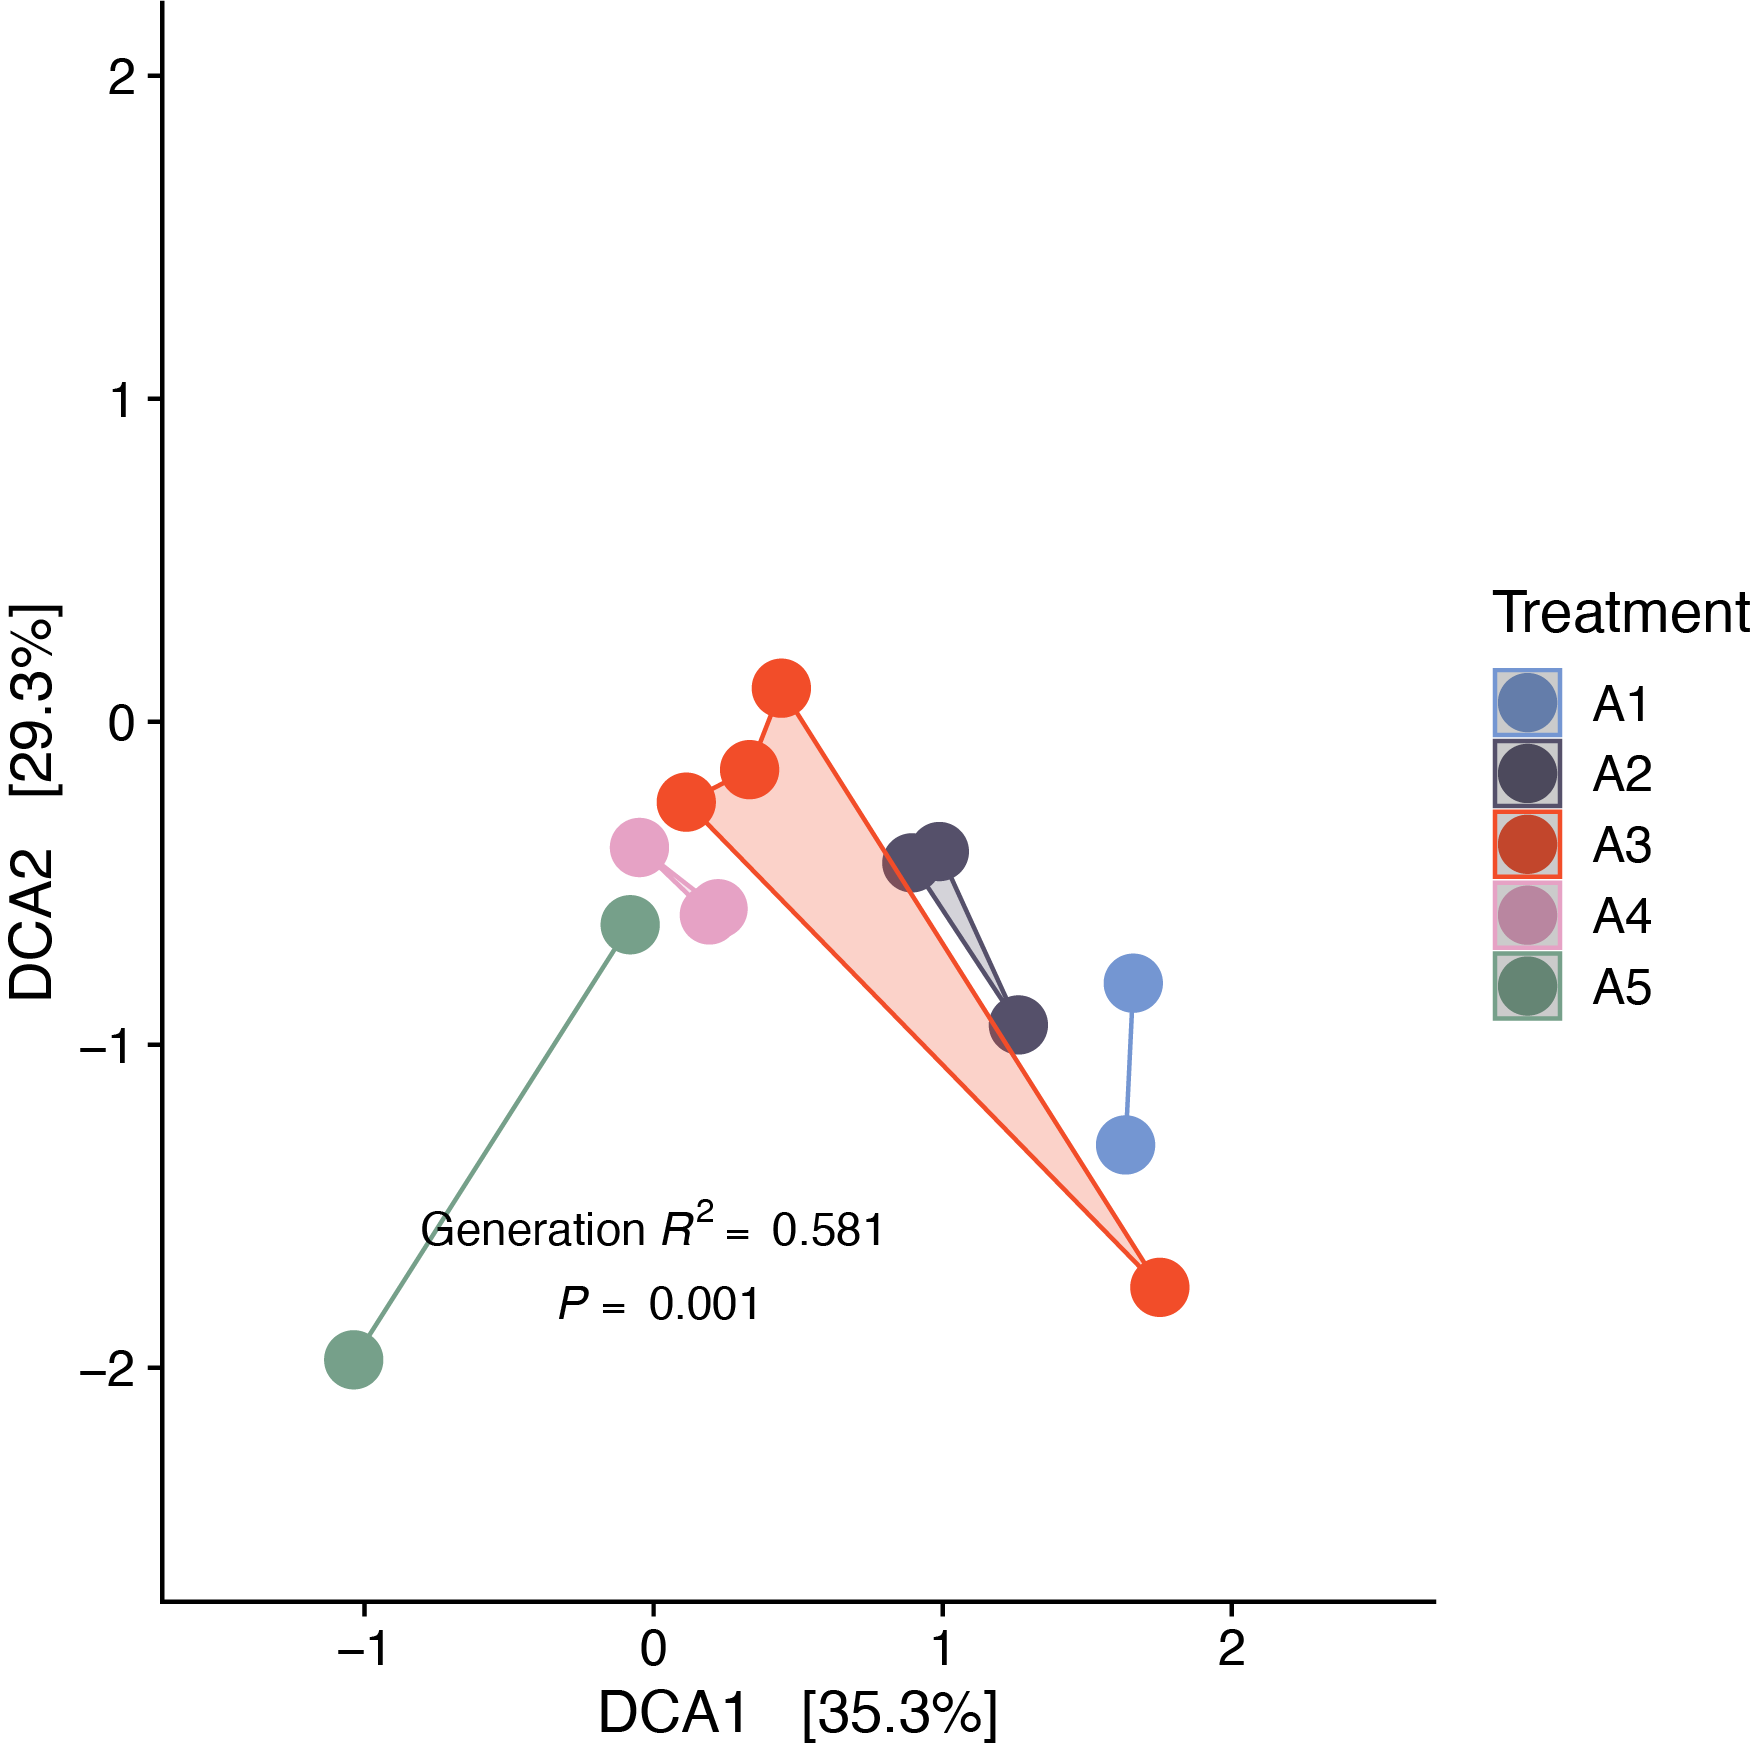 2
1
0
−1
−2
DCA2 [29.3%]
Generation R² = 0.581
P = 0.001
−1 0 1 2
DCA1 [35.3%]
Treatment
A1
A2
A3
A4
A5